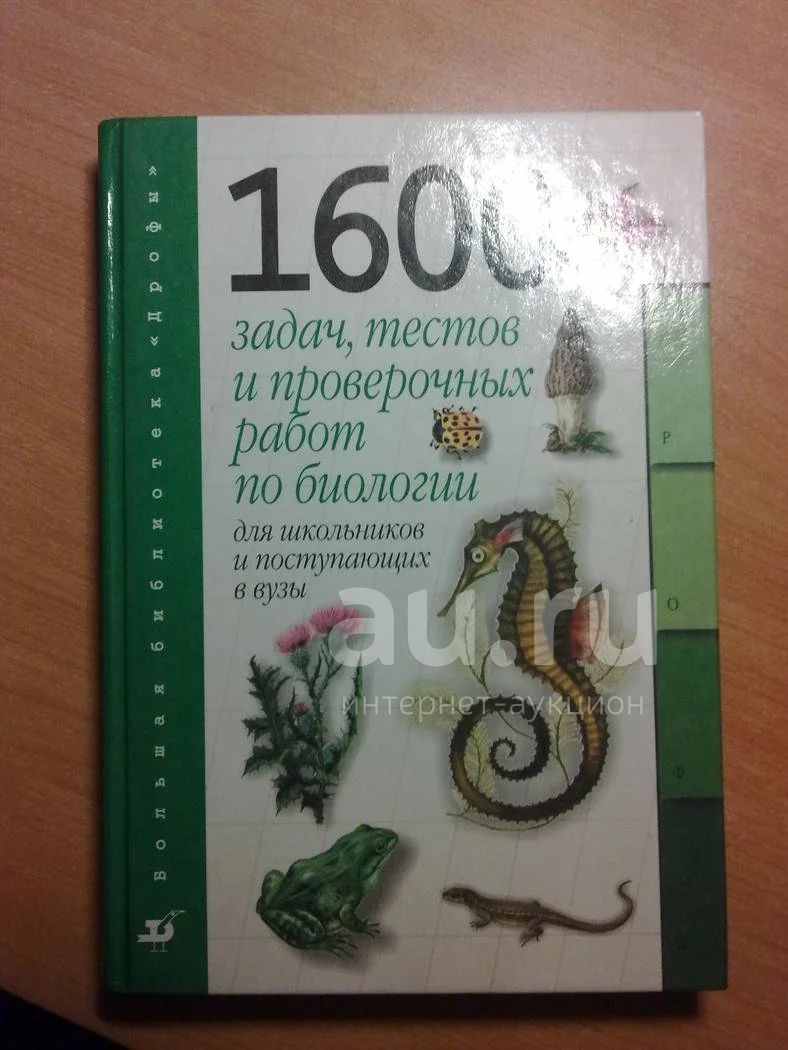 1600
задач, тестов
и проверочных
работ
по биологии
для школьников
и поступающих
в вузы
Большая библиотека «Дрофы»
Р
О
Ф
А
au.ru
интернет-аукцион